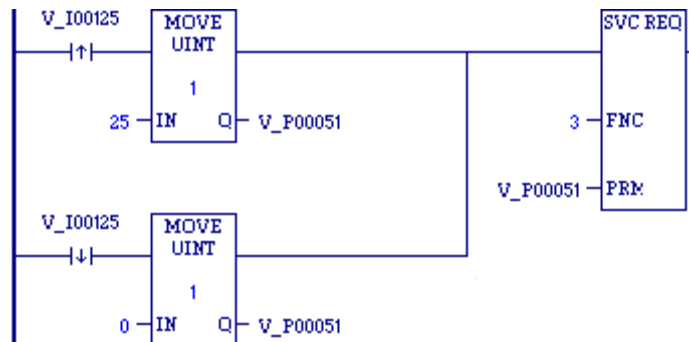 V_I00125
MOVE
UINT
1
25 IN Q V_P00051
SVC REQ
3 FNC
V_P00051 PRM
V_I00125
MOVE
UINT
1
0 IN Q V_P00051